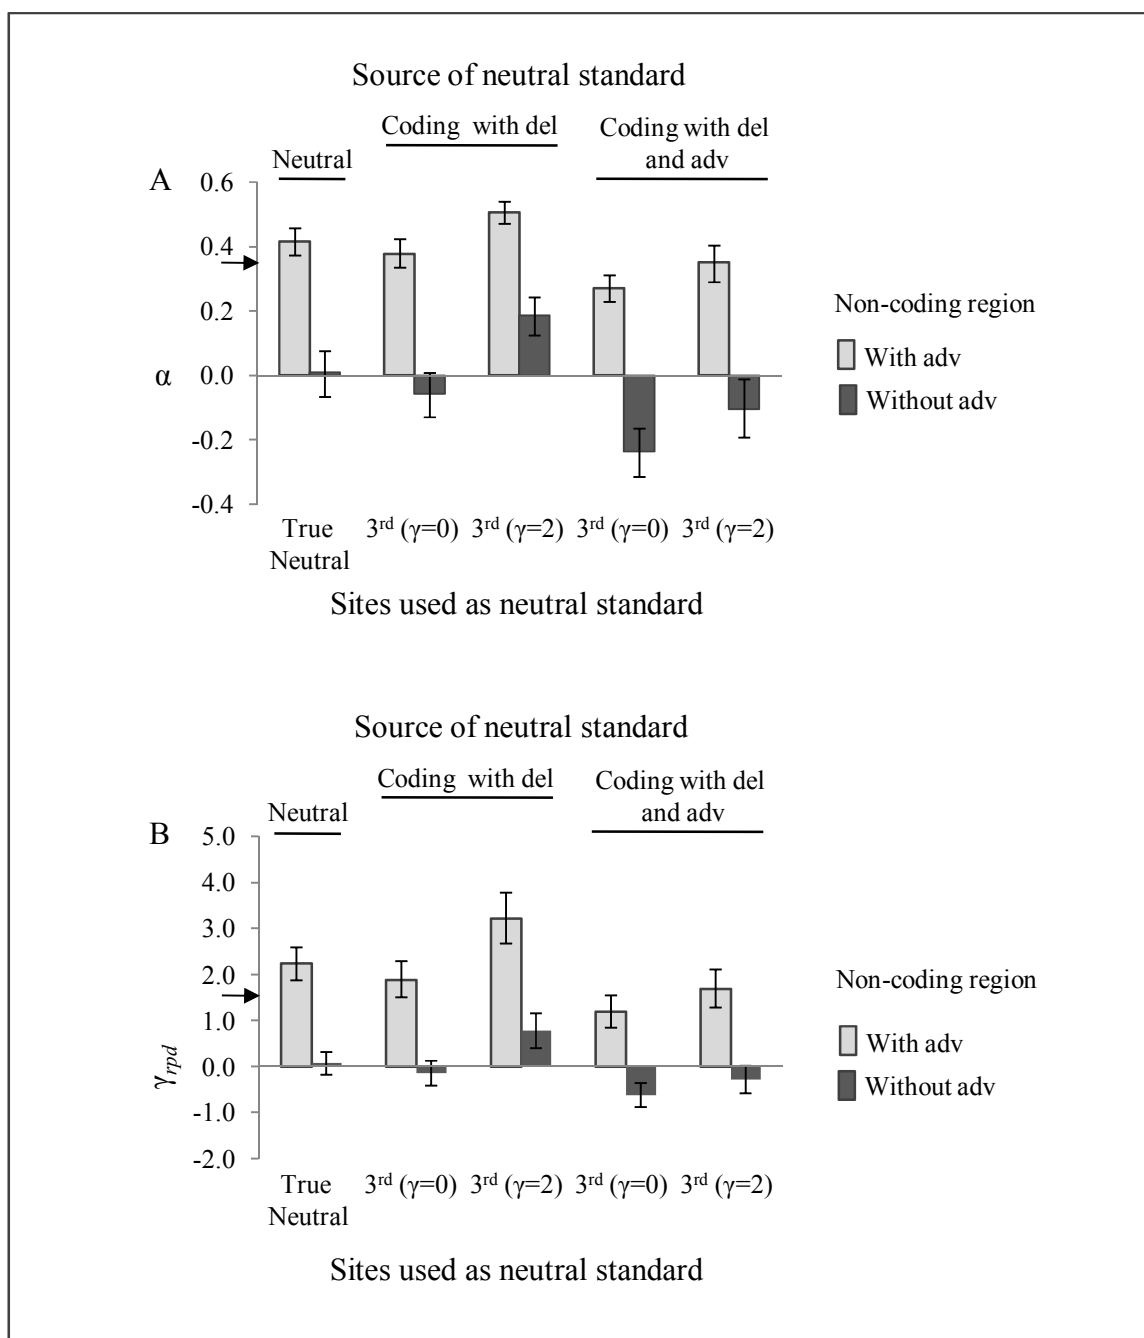 Source of neutral standard
Coding with del
Coding with del
and adv
Neutral
A
0.6
0.4
0.2
0.0
-0.2
-0.4
α
Non-coding region
With adv
Without adv
True
Neutral
3rd (γ=0)
3rd (γ=2)
3rd (γ=0)
3rd (γ=2)
Sites used as neutral standard
Source of neutral standard
Coding with del
Coding with del
and adv
Neutral
B
5.0
4.0
3.0
2.0
1.0
0.0
-1.0
-2.0
γrpd
Non-coding region
With adv
Without adv
True
Neutral
3rd (γ=0)
3rd (γ=2)
3rd (γ=0)
3rd (γ=2)
Sites used as neutral standard